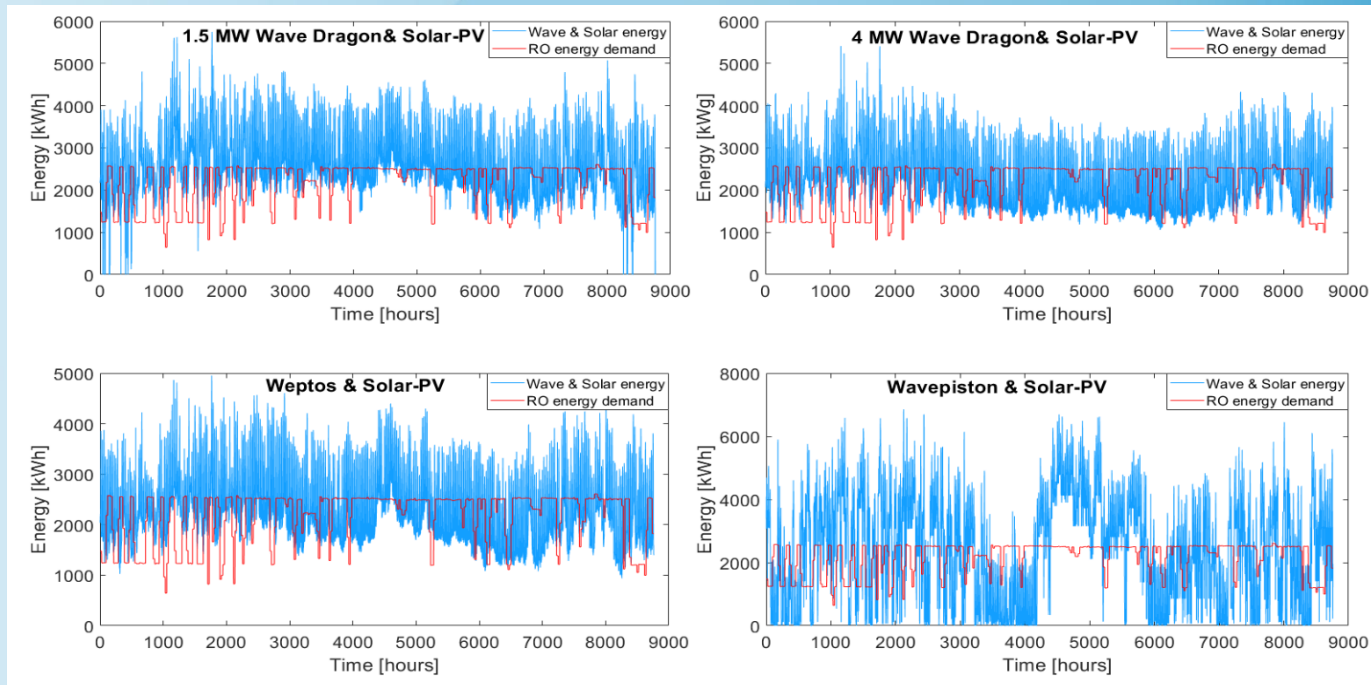 1.5 MW Wave Dragon& Solar-PV
Wave & Solar energy
RO energy demad
Energy [kWh]
6000
5000
4000
3000
2000
1000
0
0 1000 2000 3000 4000 5000 6000 7000 8000 9000
Time [hours]
4 MW Wave Dragon& Solar-PV
Wave & Solar energy
RO energy demand
Energy [kWg]
6000
5000
4000
3000
2000
1000
0
0 1000 2000 3000 4000 5000 6000 7000 8000 9000
Time [hours]
Weptos & Solar-PV
Wave & Solar energy
RO energy demand
Energy [kWh]
5000
4000
3000
2000
1000
0
0 1000 2000 3000 4000 5000 6000 7000 8000 9000
Time [hours]
Wavepiston & Solar-PV
Wave & Solar energy
RO energy demand
Energy [kWh]
8000
6000
4000
2000
0
0 1000 2000 3000 4000 5000 6000 7000 8000 9000
Time [hours]